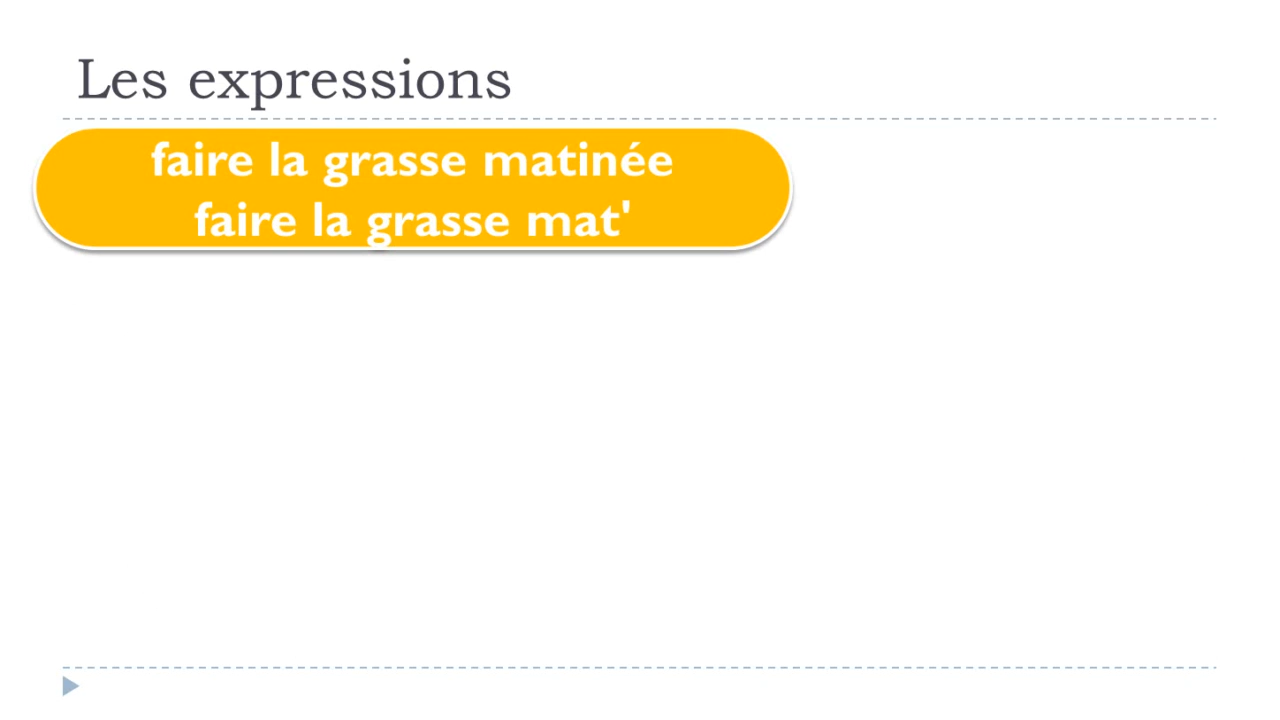 Les expressions
faire la grasse matinée
faire la grasse mat'